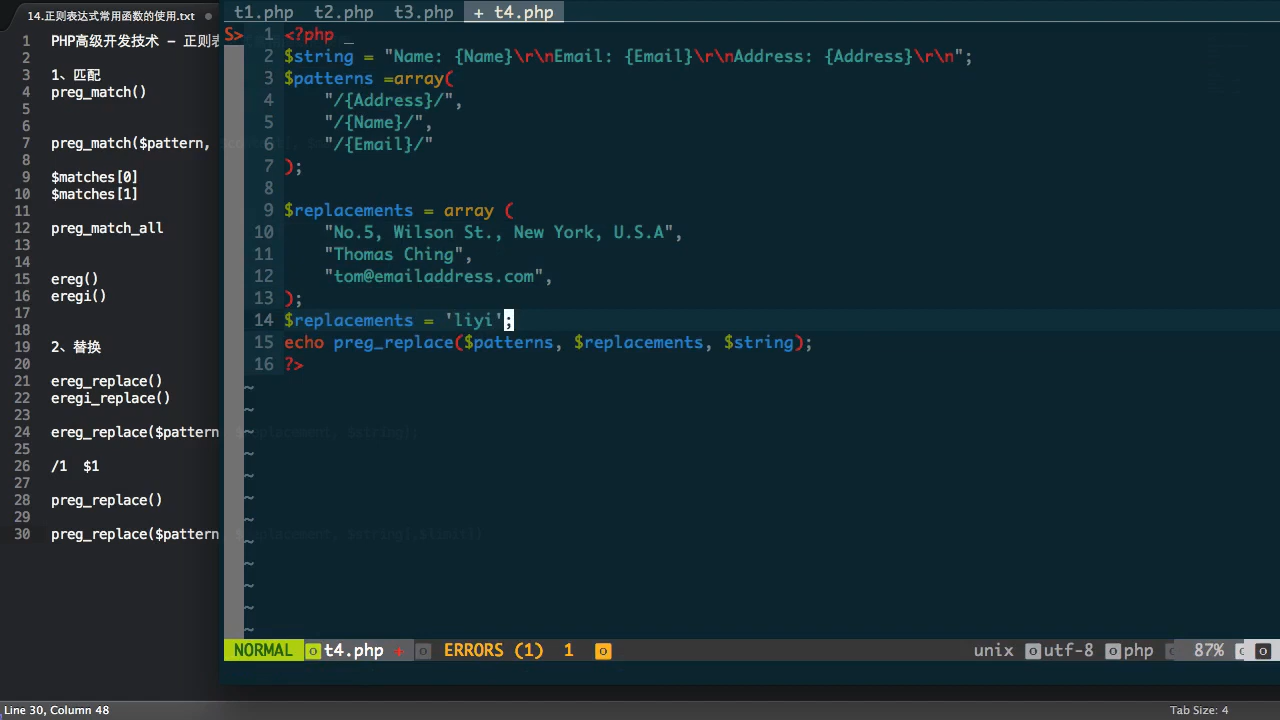 14.正则表达式常用函数的使用.txt
1 PHP高级开发技术 – 正则表
2
3 1、匹配
4 preg_match()
5
6
7 preg_match($pattern,
8
9 $matches[0]
10 $matches[1]
11
12 preg_match_all
13
14
15 ereg()
16 eregi()
17
18
19 2、替换
20
21 ereg_replace()
22 eregi_replace()
23
24 ereg_replace($pattern, $replacement, $string);
25
26 /1  $1
27
28 preg_replace()
29
30 preg_replace($pattern, $replacement, $string[,$limit])
Line 30, Column 48
t1.php t2.php t3.php + t4.php
S> 1 <?php _
2 $string = "Name: {Name}\r\nEmail: {Email}\r\nAddress: {Address}\r\n";
3 $patterns =array(
4     "/{Address}/",
5     "/{Name}/",
6     "/{Email}/"
7 );
8
9 $replacements = array (
10     "No.5, Wilson St., New York, U.S.A",
11     "Thomas Ching",
12     "tom@emailaddress.com",
13 );
14 $replacements = 'liyi';
15 echo preg_replace($patterns, $replacements, $string);
16 ?>
~
~
~
~
~
~
~
~
~
~
~
~
NORMAL t4.php + ERRORS (1) 1 unix utf-8 php 87%
Tab Size: 4